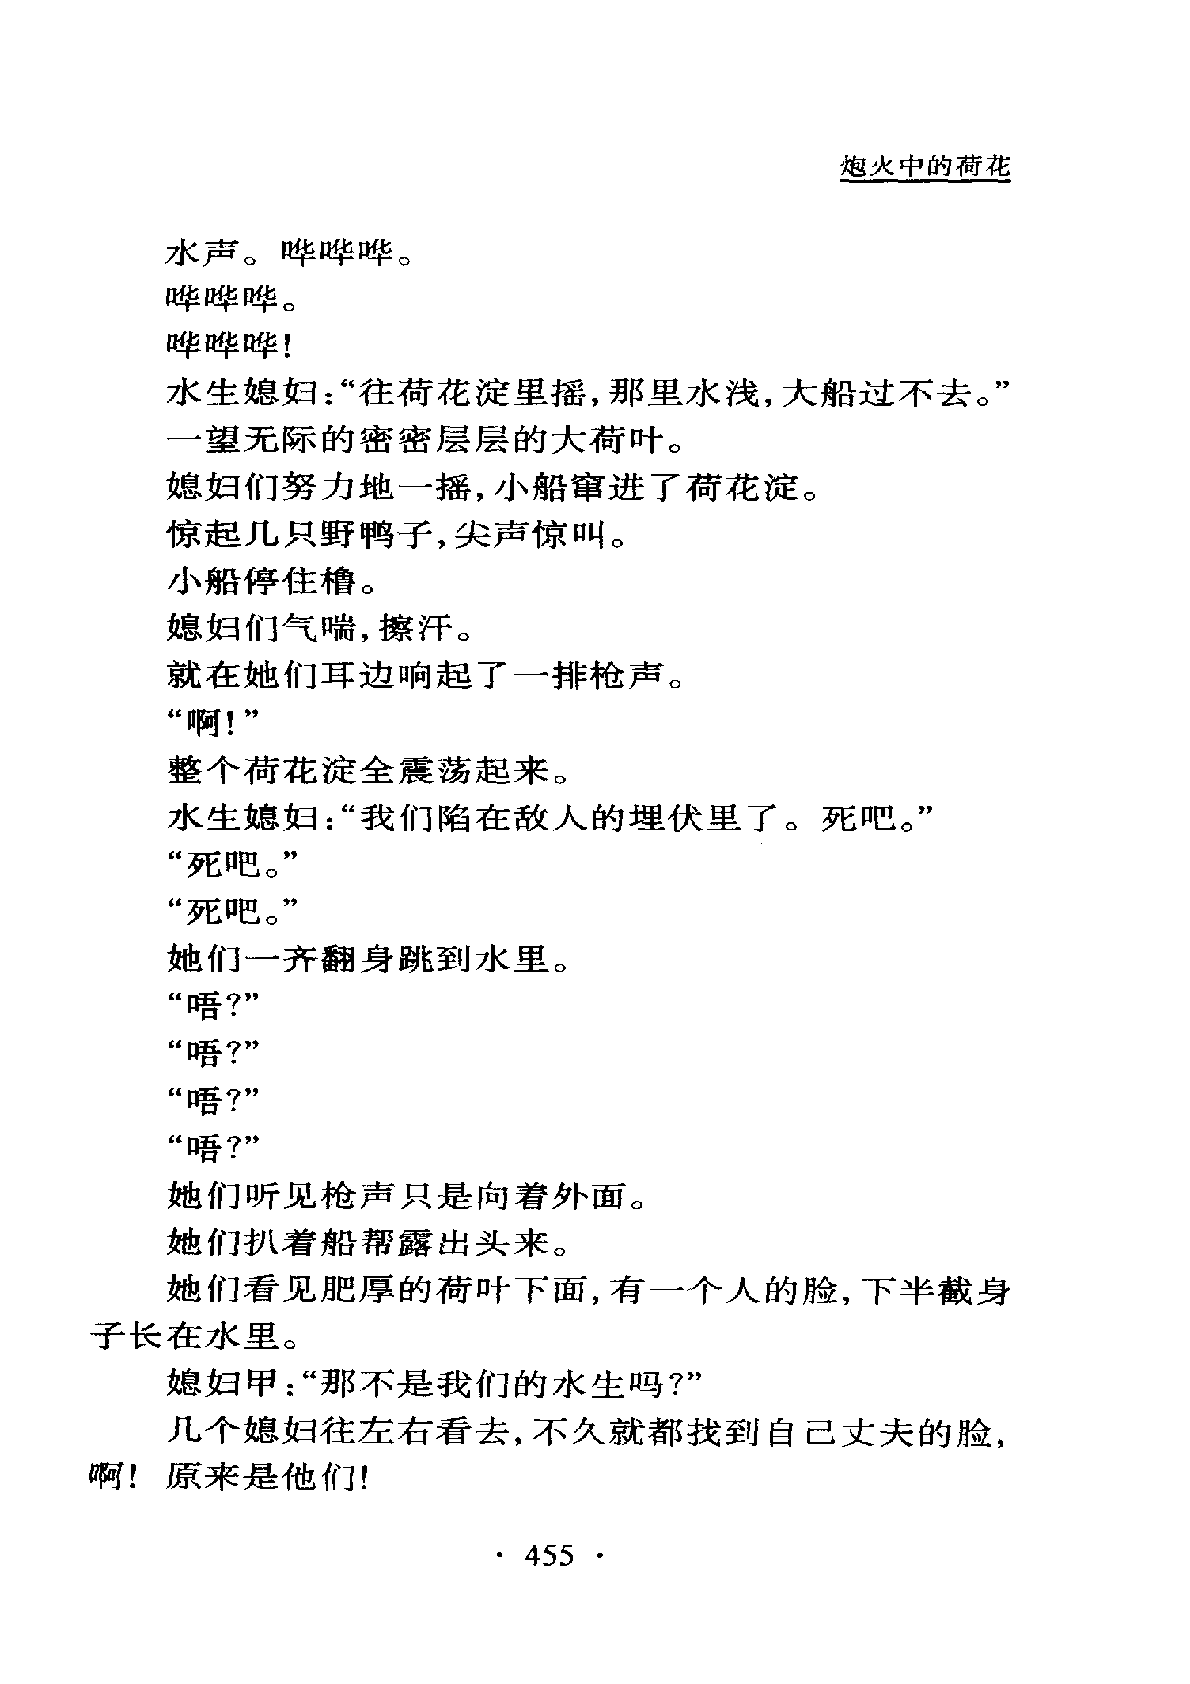 炮火中的荷花
水声。哗哗哗。
哗哗哗。
哗哗哗!
水生媳妇:“往荷花淀里摇,那里水浅,大船过不去。”
一望无际的密密层层的大荷叶。
媳妇们努力地一摇,小船窜进了荷花淀。
惊起几只野鸭子,尖声惊叫。
小船停住橹。
媳妇们气喘,擦汗。
就在她们耳边响起了一排枪声。
“啊!”
整个荷花淀全震荡起来。
水生媳妇:“我们陷在敌人的埋伏里了。死吧。”
“死吧。”
“死吧。”
她们一齐翻身跳到水里。
“唔?”
“唔?”
“唔?”
“唔?”
她们听见枪声只是向着外面。
她们扒着船帮露出头来。
她们看见肥厚的荷叶下面,有一个人的脸,下半截身
子长在水里。
媳妇甲:“那不是我们的水生吗?”
几个媳妇往左右看去,不久就都找到自己丈夫的脸,
啊! 原来是他们!
· 455 ·